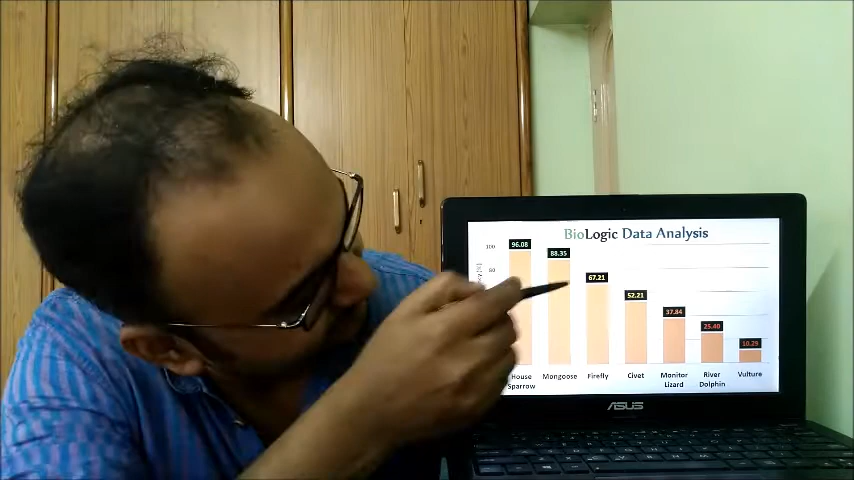 BioLogic Data Analysis
100
96.08
88.35
80
67.21
52.21
37.84
25.40
10.29
House Sparrow
Mongoose
Firefly
Civet
Monitor Lizard
River Dolphin
Vulture
ASUS